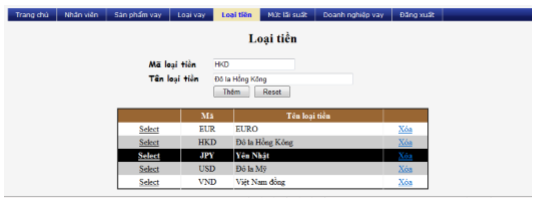 Trang chủ Nhân viên Sản phẩm vay Loại vay Loại tiền Mức lãi suất Doanh nghiệp vay Đăng xuất
Loại tiền
Mã loại tiền HKD
Tên loại tiền Đô la Hồng Kông
Thêm Reset
Mã Tên loại tiền
Select EUR EURO Xóa
Select HKD Đô la Hồng Kông Xóa
Select JPY Yên Nhật Xóa
Select USD Đô la Mỹ Xóa
Select VND Việt Nam đồng Xóa